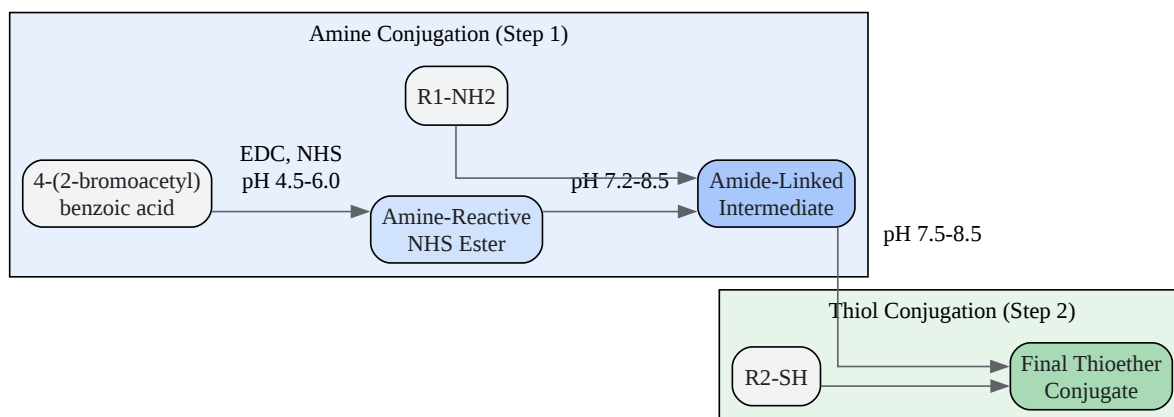 Amine Conjugation (Step 1)
R1-NH2
4-(2-bromoacetyl)
benzoic acid
EDC, NHS
pH 4.5-6.0
Amine-Reactive
NHS Ester
pH 7.2-8.5
Amide-Linked
Intermediate
pH 7.5-8.5
Thiol Conjugation (Step 2)
R2-SH
Final Thioether
Conjugate